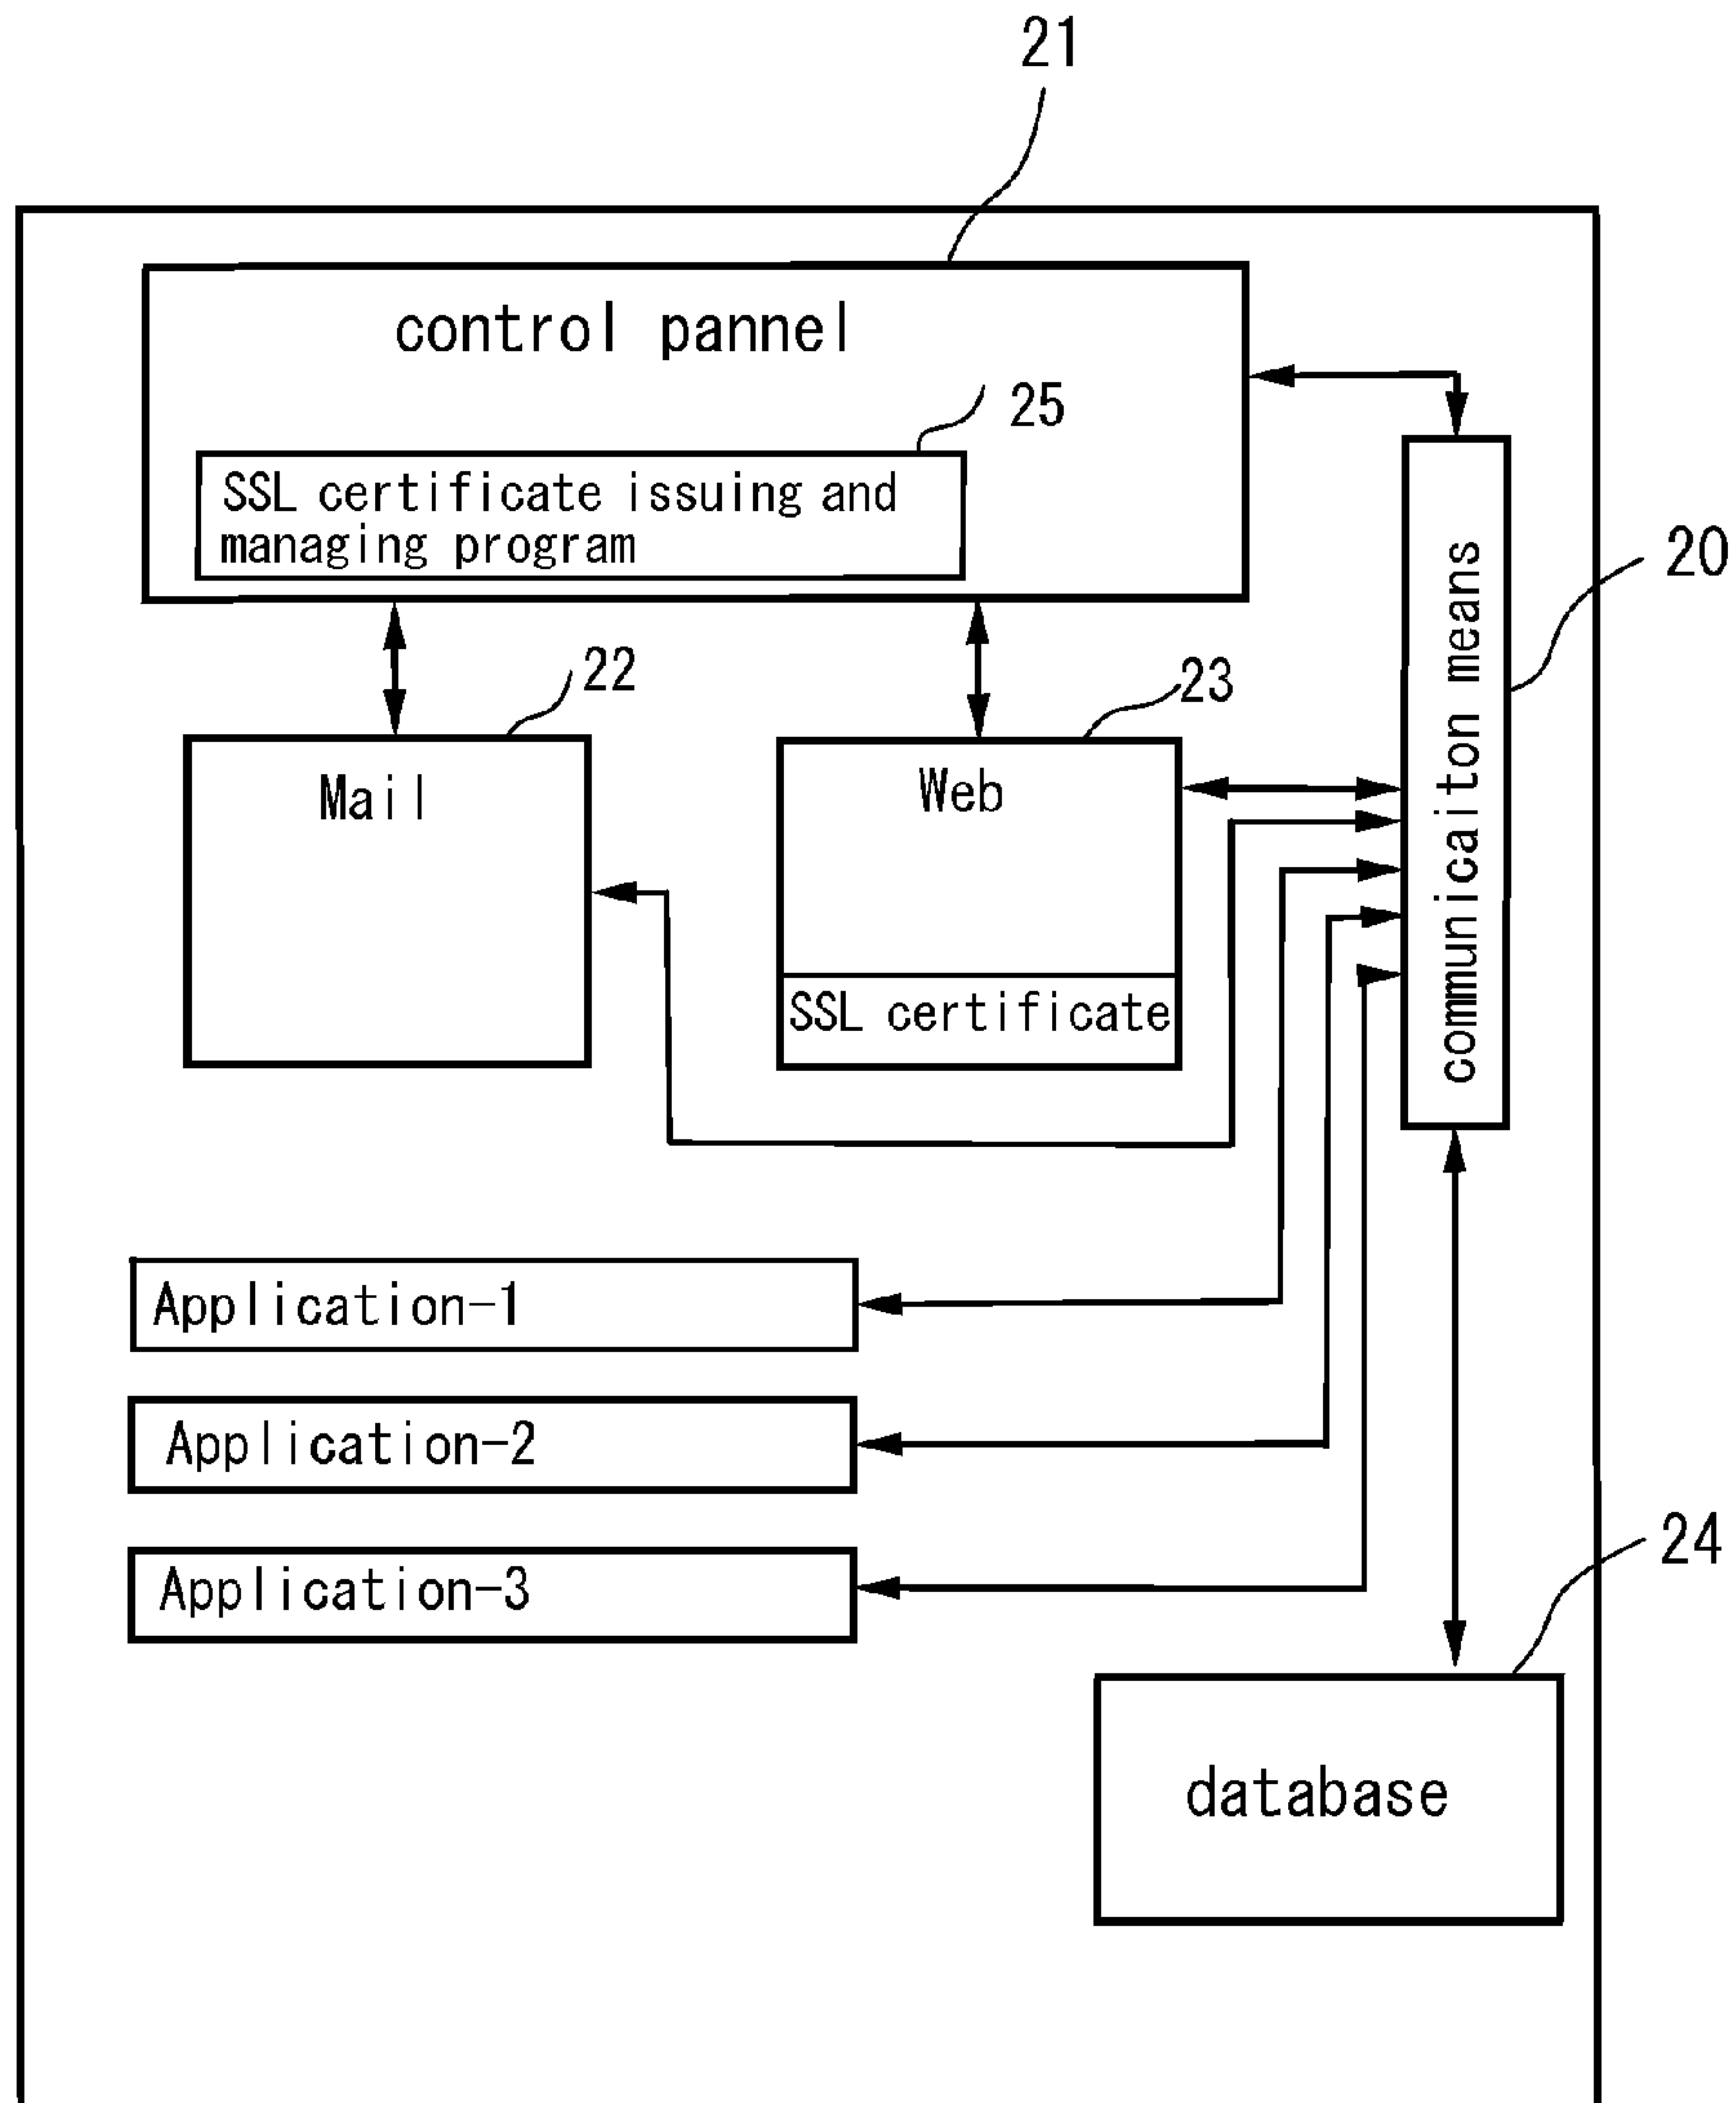 21
control pannel
25
SSL certificate issuing and
managing program
20
communicaiton means
22
23
Mail
Web
SSL certificate
Application-1
Application-2
Application-3
24
database